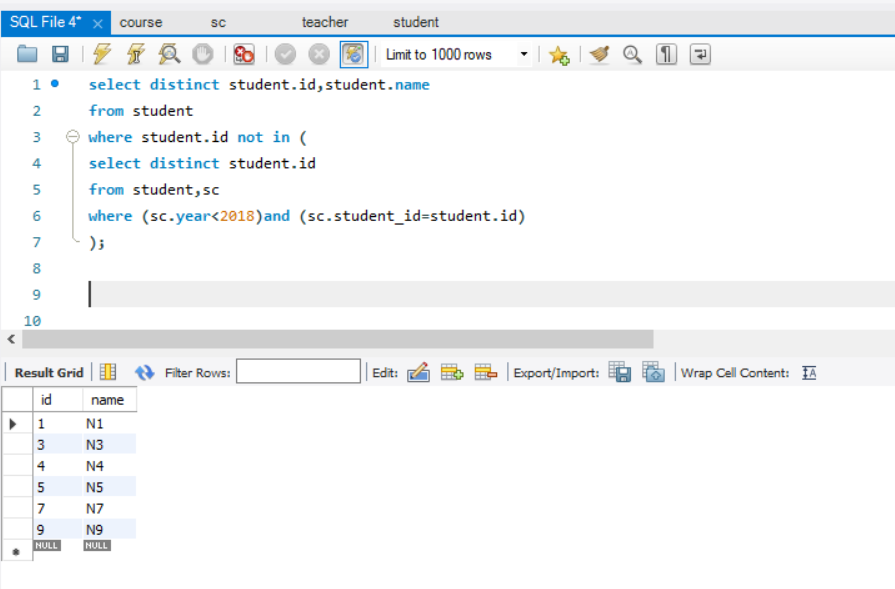 SQL File 4* × course sc teacher student
Limit to 1000 rows
1 select distinct student.id,student.name
2 from student
3 where student.id not in (
4 select distinct student.id
5 from student,sc
6 where (sc.year<2018)and (sc.student_id=student.id)
7 );
8
9
10
Result Grid Filter Rows: Edit: Export/Import: Wrap Cell Content: IA
id name
1 N1
3 N3
4 N4
5 N5
7 N7
9 N9
NULL NULL